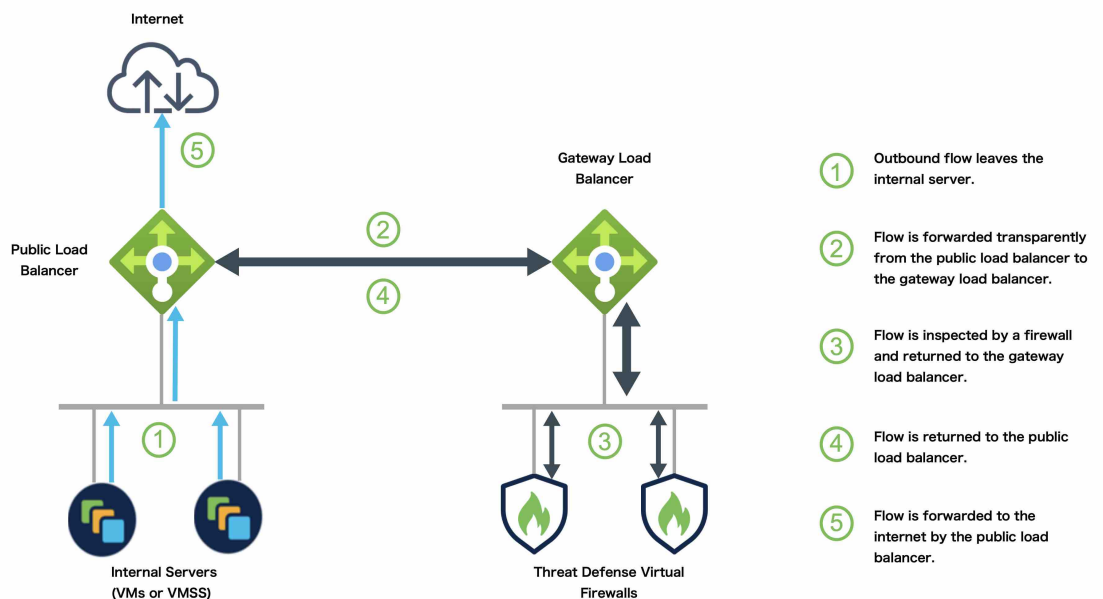 Internet
5
Gateway Load
Balancer
2
Public Load
Balancer
4
1
3
Internal Servers
(VMs or VMSS)
Threat Defense Virtual
Firewalls
1
Outbound flow leaves the
internal server.
2
Flow is forwarded transparently
from the public load balancer to
the gateway load balancer.
3
Flow is inspected by a firewall
and returned to the gateway
load balancer.
4
Flow is returned to the public
load balancer.
5
Flow is forwarded to the
internet by the public load
balancer.